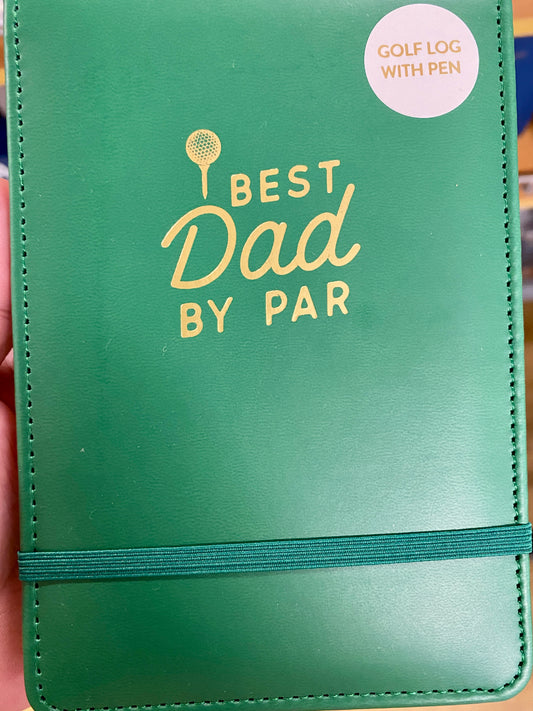 GOLF LOG
WITH PEN
BEST
Dad
BY PAR